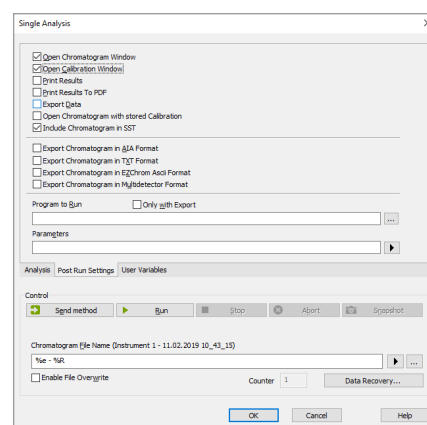 Single Analysis
Open Chromatogram Window
Open Calibration Window
Print Results
Print Results To PDF
Export Data
Open Chromatogram with stored Calibration
Include Chromatogram in SST
Export Chromatogram in AIA Format
Export Chromatogram in TXT Format
Export Chromatogram in EZChrom Ascii Format
Export Chromatogram in Multidetector Format
Program to Run Only with Export
...
Parameters
Analysis Post Run Settings User Variables
Control
Send method Run Stop Abort Snapshot
Chromatogram File Name (Instrument 1 - 11.02.2019 10_43_15)
%e - %R ...
Enable File Overwrite Counter 1 Data Recovery...
OK Cancel Help